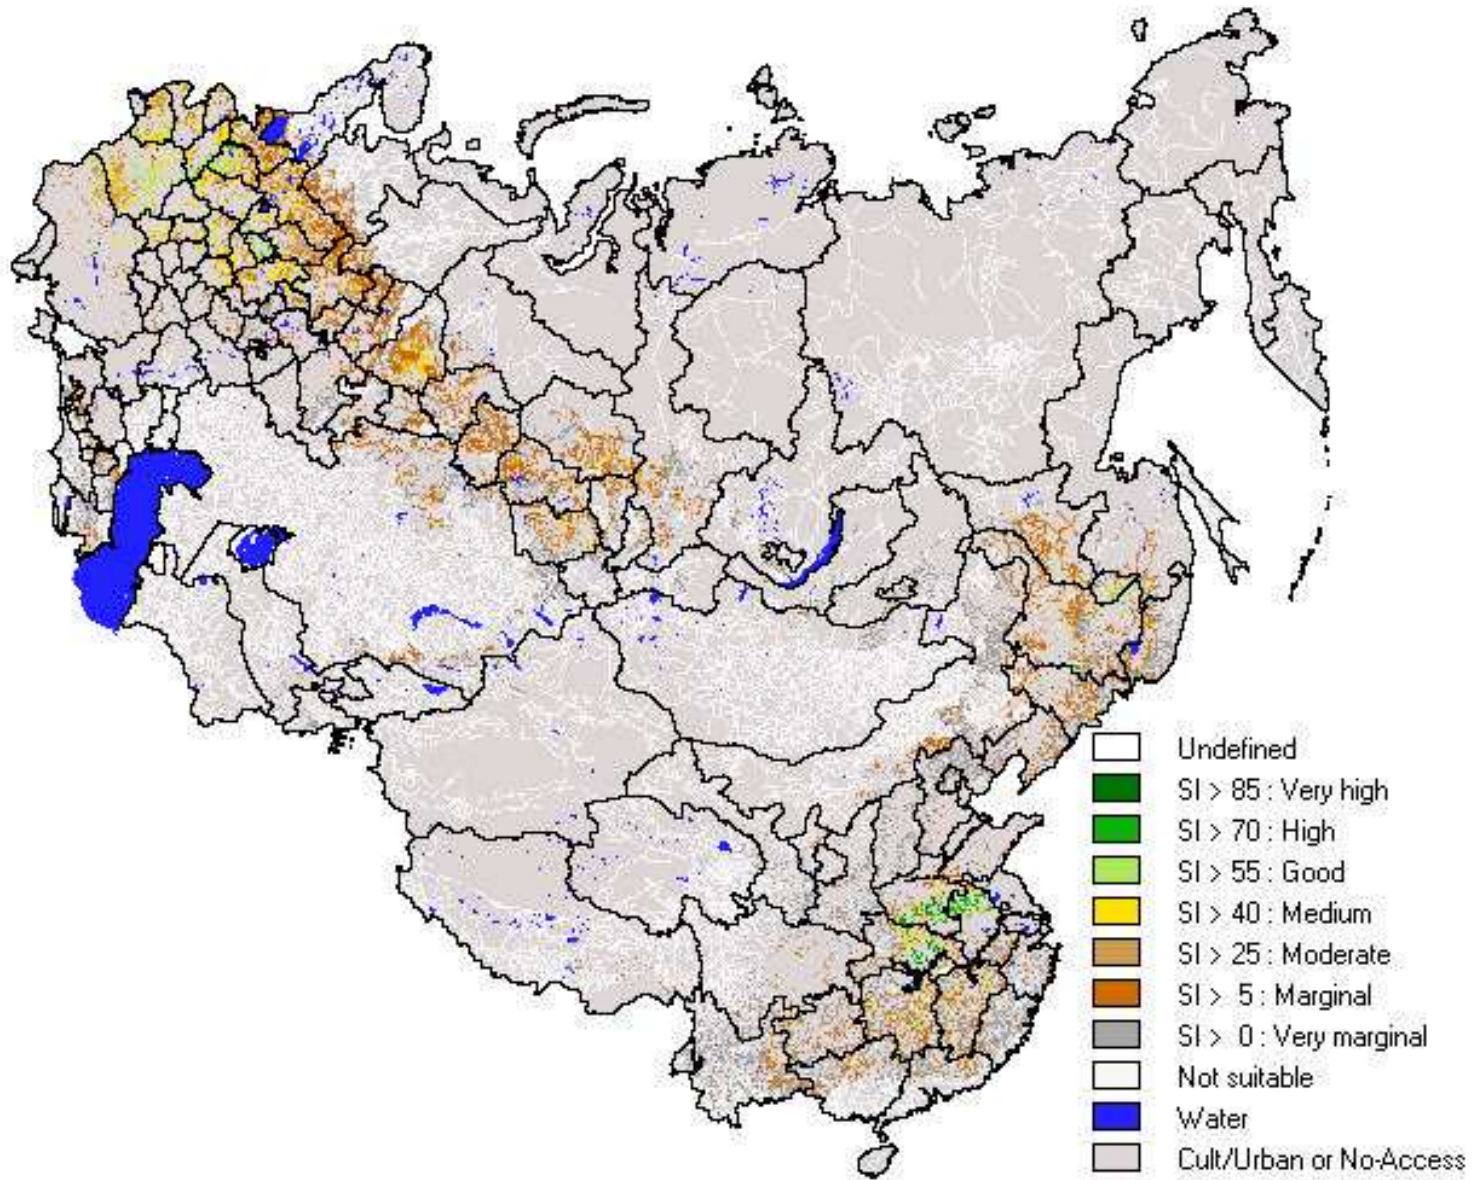 Undefined
SI > 85 : Very high
SI > 70 : High
SI > 55 : Good
SI > 40 : Medium
SI > 25 : Moderate
SI > 5 : Marginal
SI > 0 : Very marginal
Not suitable
Water
Cult/Urban or No-Access